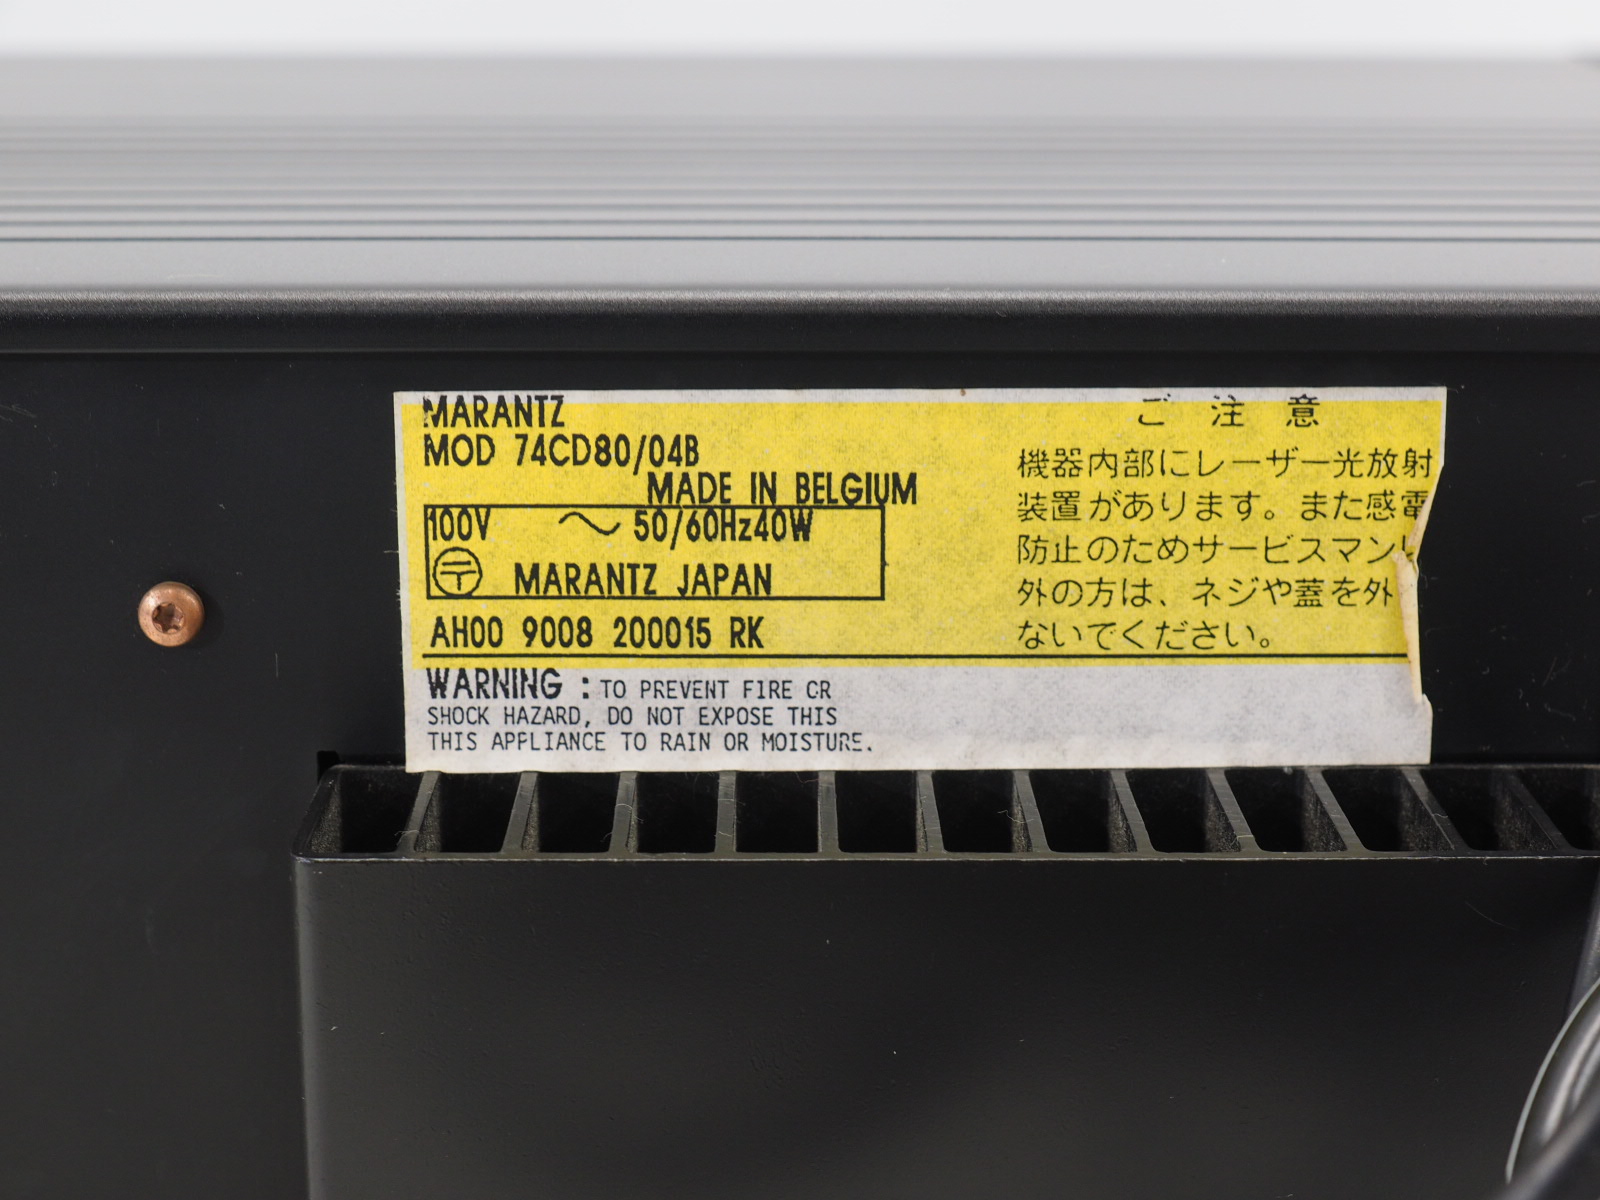 MARANTZ
MOD 74CD80/04B
MADE IN BELGIUM
100V ～ 50/60Hz40W
〒 MARANTZ JAPAN
AH00 9008 200015 RK
WARNING : TO PREVENT FIRE OR
SHOCK HAZARD, DO NOT EXPOSE THIS
THIS APPLIANCE TO RAIN OR MOISTURE.
ご 注 意
機器内部にレーザー光放射
装置があります。また感電
防止のためサービスマン以
外の方は、ネジや蓋を外
ないでください。